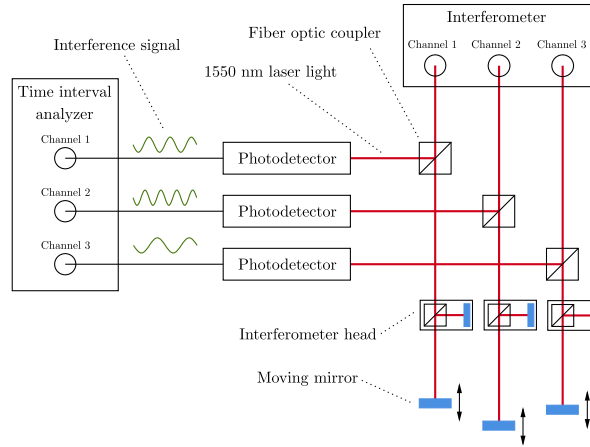 Interferometer
Channel 1
Channel 2
Channel 3
Fiber optic coupler
Interference signal
1550 nm laser light
Time interval
analyzer
Channel 1
Photodetector
Channel 2
Photodetector
Channel 3
Photodetector
Interferometer head
Moving mirror